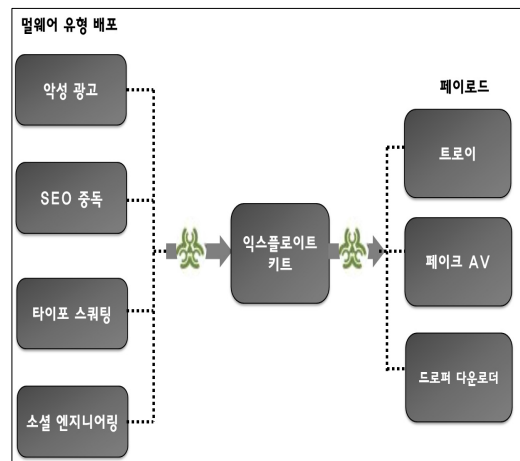 멀웨어 유형 배포
악성 광고
SEO 중독
타이포 스쿼팅
소셜 엔지니어링
익스플로이트
키트
페이로드
트로이
페이크 AV
드로퍼 다운로더